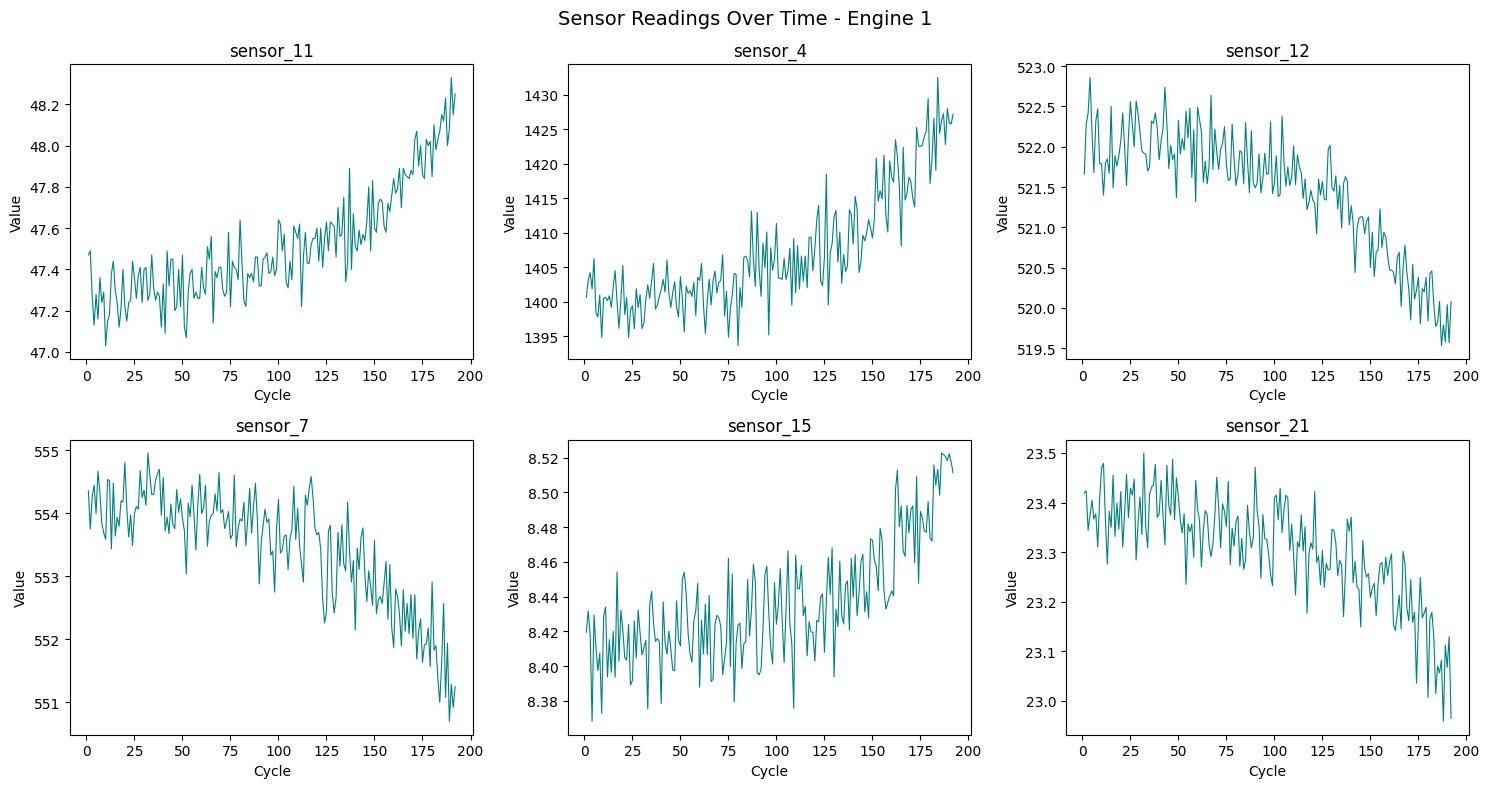 Sensor Readings Over Time - Engine 1
sensor_11
Value
48.2
48.0
47.8
47.6
47.4
47.2
47.0
0 25 50 75 100 125 150 175 200
Cycle
sensor_4
Value
1430
1425
1420
1415
1410
1405
1400
1395
0 25 50 75 100 125 150 175 200
Cycle
sensor_12
Value
523.0
522.5
522.0
521.5
521.0
520.5
520.0
519.5
0 25 50 75 100 125 150 175 200
Cycle
sensor_7
Value
555
554
553
552
551
0 25 50 75 100 125 150 175 200
Cycle
sensor_15
Value
8.52
8.50
8.48
8.46
8.44
8.42
8.40
8.38
0 25 50 75 100 125 150 175 200
Cycle
sensor_21
Value
23.5
23.4
23.3
23.2
23.1
23.0
0 25 50 75 100 125 150 175 200
Cycle